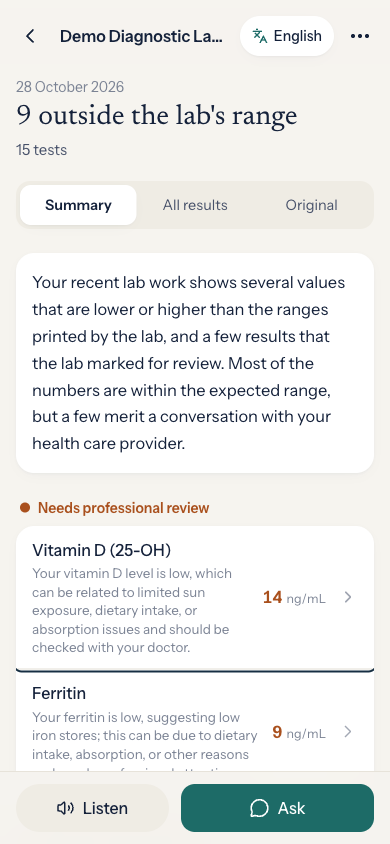 Demo Diagnostic La...
English
28 October 2026
9 outside the lab's range
15 tests
Summary
All results
Original
Your recent lab work shows several values
that are lower or higher than the ranges
printed by the lab, and a few results that
the lab marked for review. Most of the
numbers are within the expected range,
but a few merit a conversation with your
health care provider.
Needs professional review
Vitamin D (25-OH)
Your vitamin D level is low, which
can be related to limited sun
exposure, dietary intake, or
absorption issues and should be
checked with your doctor.
14 ng/mL
Ferritin
Your ferritin is low, suggesting low
iron stores; this can be due to dietary
intake, absorption, or other reasons
9 ng/mL
Listen
Ask